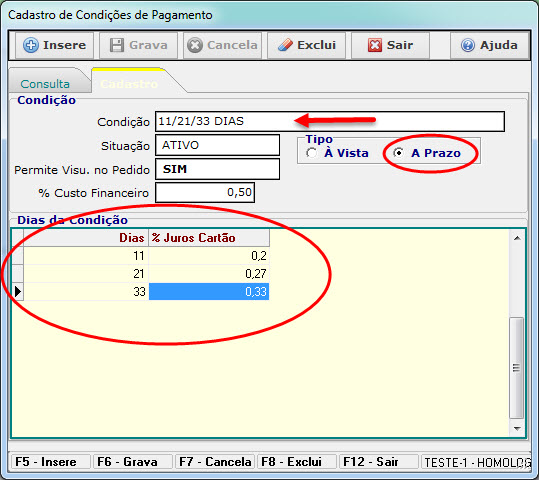 Cadastro de Condições de Pagamento
Insere Grava Cancela Exclui Sair Ajuda
Consulta Cadastro
Condição
Condição 11/21/33 DIAS
Situação ATIVO
Tipo
À Vista A Prazo
Permite Visu. no Pedido SIM
% Custo Financeiro 0,50
Dias da Condição
Dias % Juros Cartão
11 0,2
21 0,27
33 0,33
F5 - Insere F6 - Grava F7 - Cancela F8 - Exclui F12 - Sair TESTE-1 - HOMOLOG